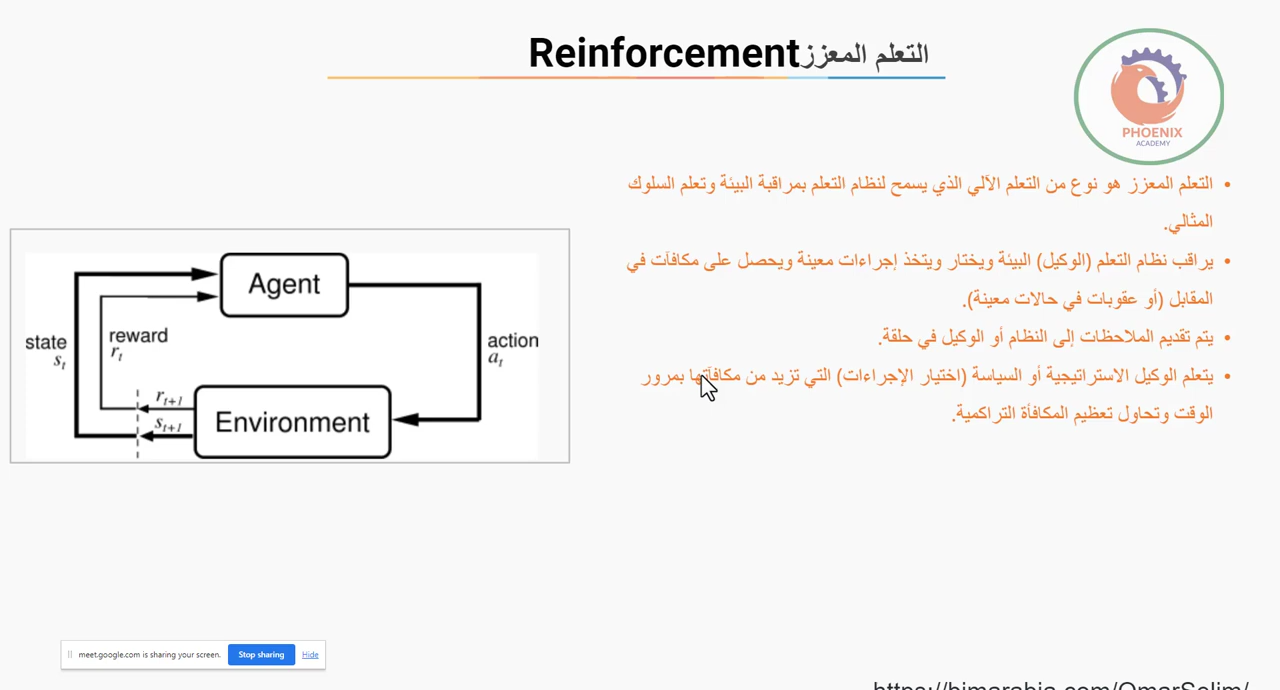 التعلم المعززReinforcement
PHOENIX
ACADEMY
• التعلم المعزز هو نوع من التعلم الآلي الذي يسمح لنظام التعلم بمراقبة البيئة وتعلم السلوك
المثالي.
• يراقب نظام التعلم (الوكيل) البيئة ويختار ويتخذ إجراءات معينة ويحصل على مكافآت في
المقابل (أو عقوبات في حالات معينة).
• يتم تقديم الملاحظات إلى النظام أو الوكيل في حلقة.
• يتعلم الوكيل الاستراتيجية أو السياسة (اختيار الإجراءات) التي تزيد من مكافآتها بمرور
الوقت وتحاول تعظيم المكافأة التراكمية.
Agent
state
s_t
reward
r_t
action
a_t
r_{t+1}
s_{t+1}
Environment
meet.google.com is sharing your screen.
Stop sharing
Hide
https://bimarabia.com/OmarSelim/